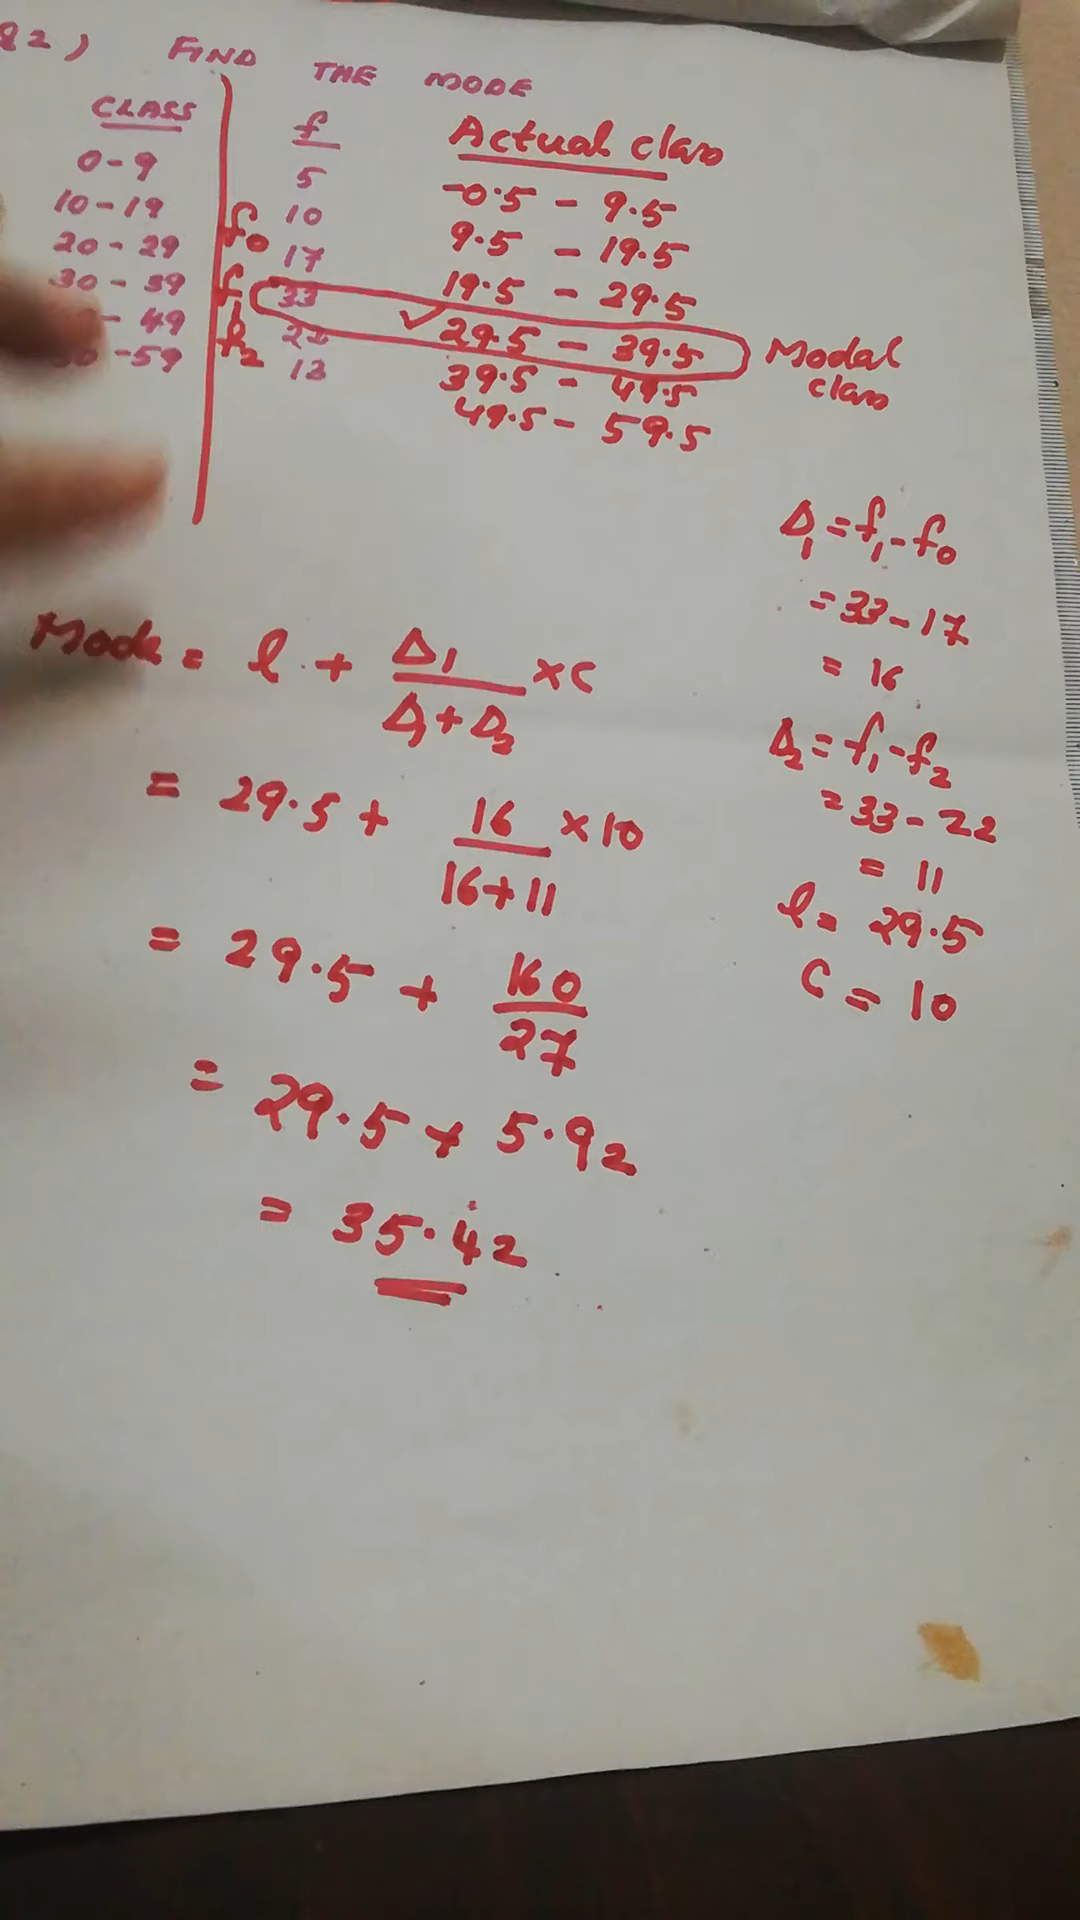 Q2) FIND THE MODE
CLASS f Actual class
0-9 5 -0.5 - 9.5
10-19 10 9.5 - 19.5
20-29 f0 17 19.5 - 29.5
30-39 f1 33 ✓29.5 - 39.5 Modal class
- 49 f2 22 39.5 - 49.5
-59 12 49.5 - 59.5
Δ1 = f1 - f0
= 33 - 17
= 16
Δ2 = f1 - f2
= 33 - 22
= 11
l = 29.5
C = 10
Mode = l + Δ1/(Δ1 + Δ2) × C
= 29.5 + 16/(16+11) × 10
= 29.5 + 160/27
= 29.5 + 5.92
= 35.42